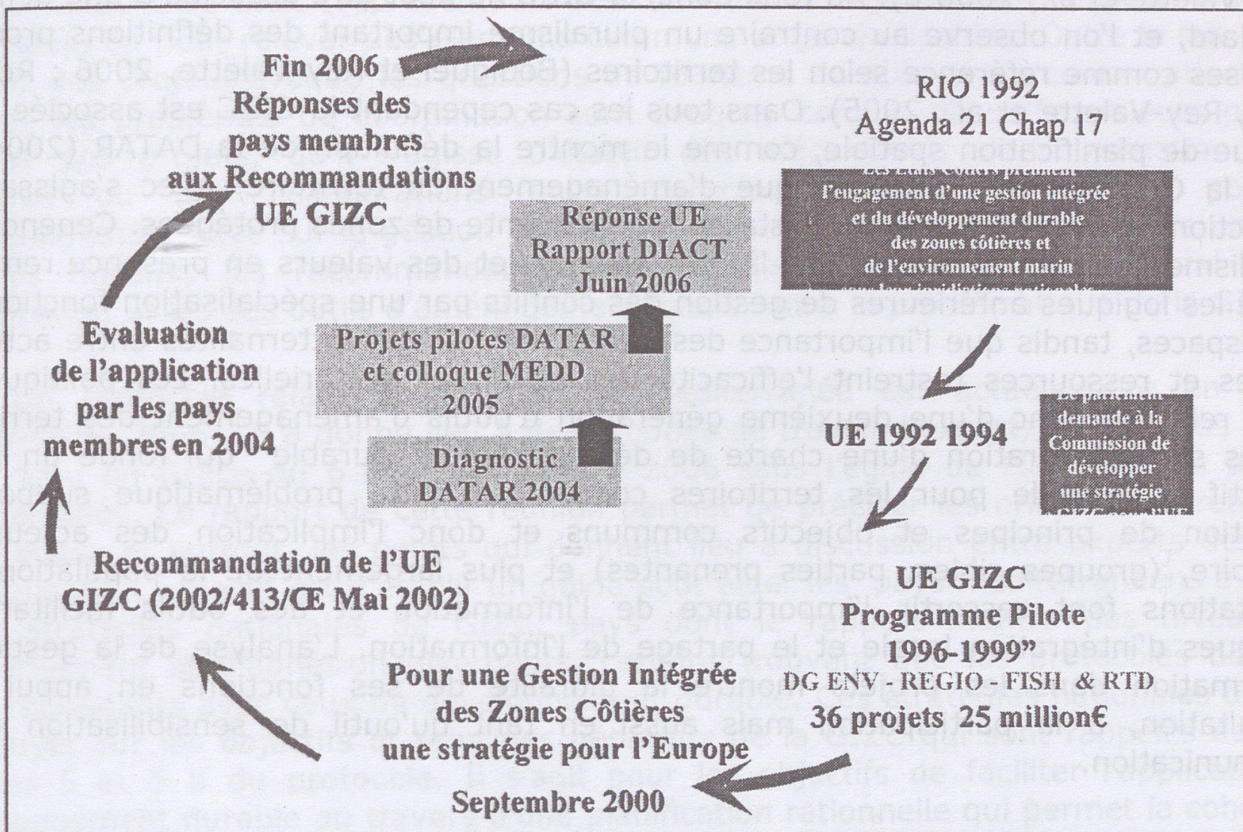 Fin 2006
Réponses des
pays membres
aux Recommandations
UE GIZC
RIO 1992
Agenda 21 Chap 17
l'engagement d'une gestion intégrée
et du développement durable
des zones côtières et
de l'environnement marin
Réponse UE
Rapport DIACT
Juin 2006
Evaluation
de l'application
par les pays
membres en 2004
Projets pilotes DATAR
et colloque MEDD
2005
Diagnostic
DATAR 2004
UE 1992 1994
Le parlement
demande à la
Commission de
développer
une stratégie
Recommandation de l'UE
GIZC (2002/413/Œ Mai 2002)
UE GIZC
Programme Pilote
1996-1999"
DG ENV- REGIO- FISH & RTD
36 projets 25 million€
Pour une Gestion Intégrée
des Zones Côtières
une stratégie pour l'Europe
Septembre 2000